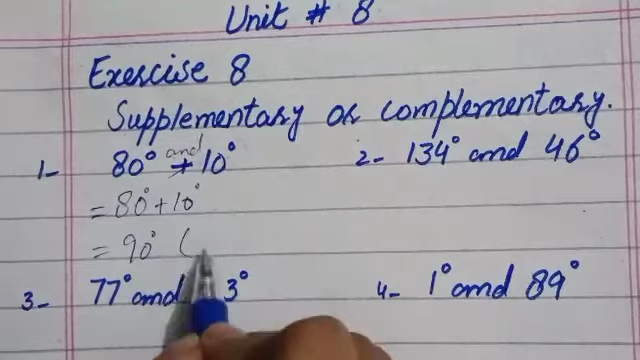 Unit # 8
Exercise 8
Supplementary or complementary.
1- 80° and 10° 2- 134° and 46°
= 80° + 10°
= 90° (
3- 77° and 3° 4- 1° and 89°